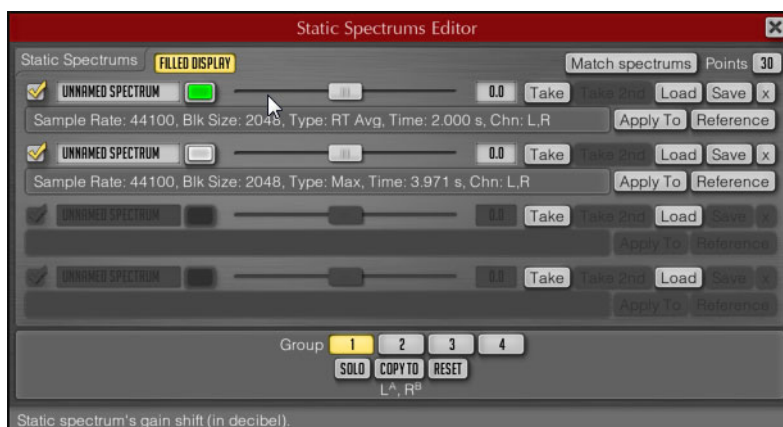 Static Spectrums Editor
Static Spectrums FILLED DISPLAY Match spectrums Points 30
UNNAMED SPECTRUM 0.0 Take Take 2nd Load Save x
Sample Rate: 44100, Blk Size: 2048, Type: RT Avg, Time: 2.000 s, Chn: L,R Apply To Reference
UNNAMED SPECTRUM 0.0 Take Take 2nd Load Save x
Sample Rate: 44100, Blk Size: 2048, Type: Max, Time: 3.971 s, Chn: L,R Apply To Reference
UNNAMED SPECTRUM 0.0 Take Take 2nd Load Save x
Apply To Reference
UNNAMED SPECTRUM 0.0 Take Take 2nd Load Save x
Apply To Reference
Group 1 2 3 4
SOLO COPY TO RESET
L^A, R^B
Static spectrum's gain shift (in decibel).